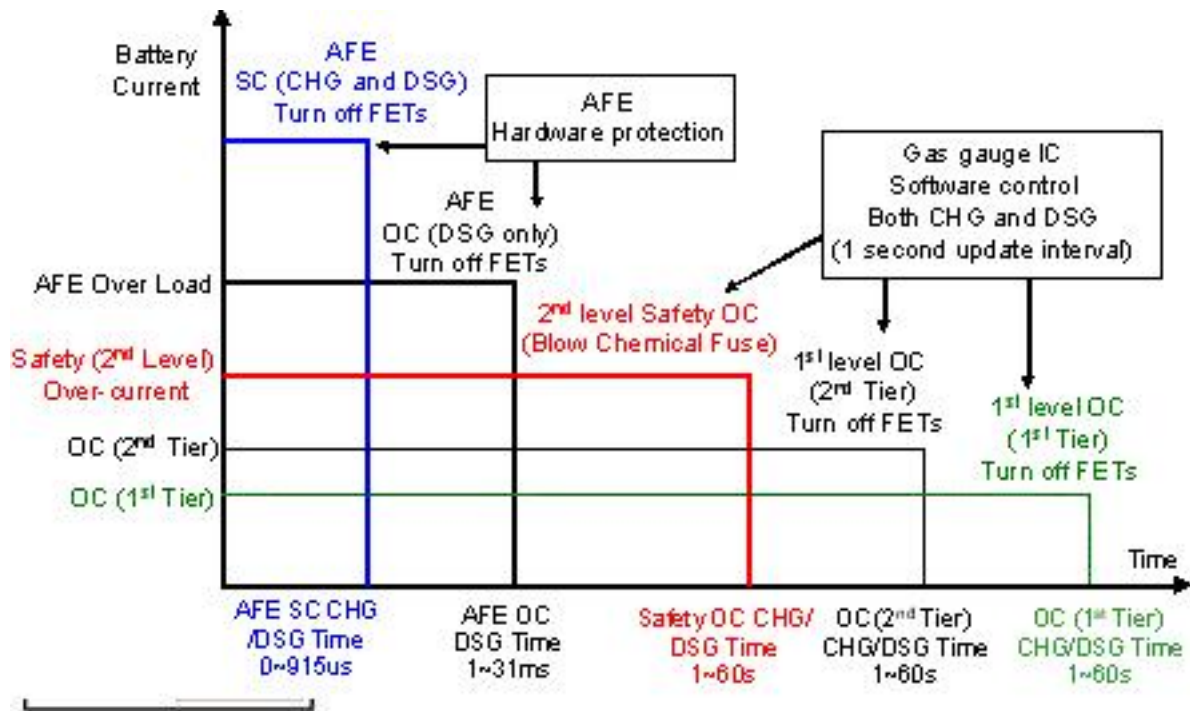 Battery
Current
AFE
SC (CHG and DSG)
Turn off FETs
AFE
Hardware protection
Gas gauge IC
Software control
Both CHG and DSG
(1 second update interval)
AFE
OC (DSG only)
Turn off FETs
AFE Over Load
2nd level Safety OC
(Blow Chemical Fuse)
Safety (2nd Level)
Over-current
1st level OC
(2nd Tier)
Turn off FETs
1st level OC
(1st Tier)
Turn off FETs
OC (2nd Tier)
OC (1st Tier)
Time
AFE SC CHG
/DSG Time
0~915us
AFE OC
DSG Time
1~31ms
Safety OC CHG/
DSG Time
1~60s
OC (2nd Tier)
CHG/DSG Time
1~60s
OC (1st Tier)
CHG/DSG Time
1~60s